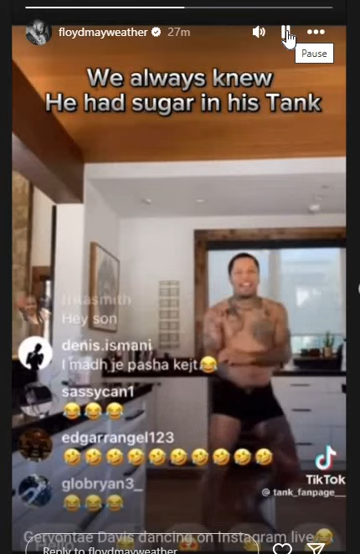 floydmayweather 27m
Pause
We always knew
He had sugar in his Tank
Hey son
denis.ismani
I madh je pasha kejt😂
sassycan1
😂😂😂
edgarrangel123
🤣🤣🤣🤣🤣🤣🤣🤣🤣🤣
globryan3_
😂😂😂
TikTok
@ tank_fanpage__
Gervontae Davis dancing on Instagram live😂
Reply to floydmayweather